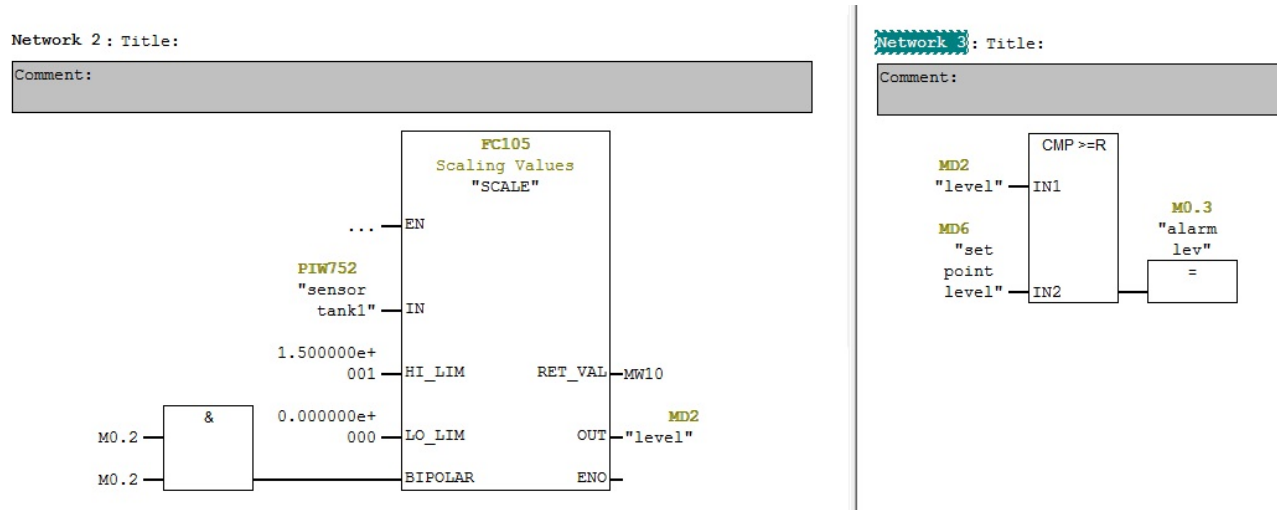 Network 2 : Title:
Comment:
FC105
Scaling Values
"SCALE"
... EN
PIW752
"sensor
tank1" IN
1.500000e+
001 HI_LIM RET_VAL MW10
& 0.000000e+ MD2
M0.2 000 LO_LIM OUT "level"
M0.2 BIPOLAR ENO
Network 3 : Title:
Comment:
CMP >=R
MD2
"level" IN1
M0.3
MD6 "alarm
"set lev"
point =
level" IN2